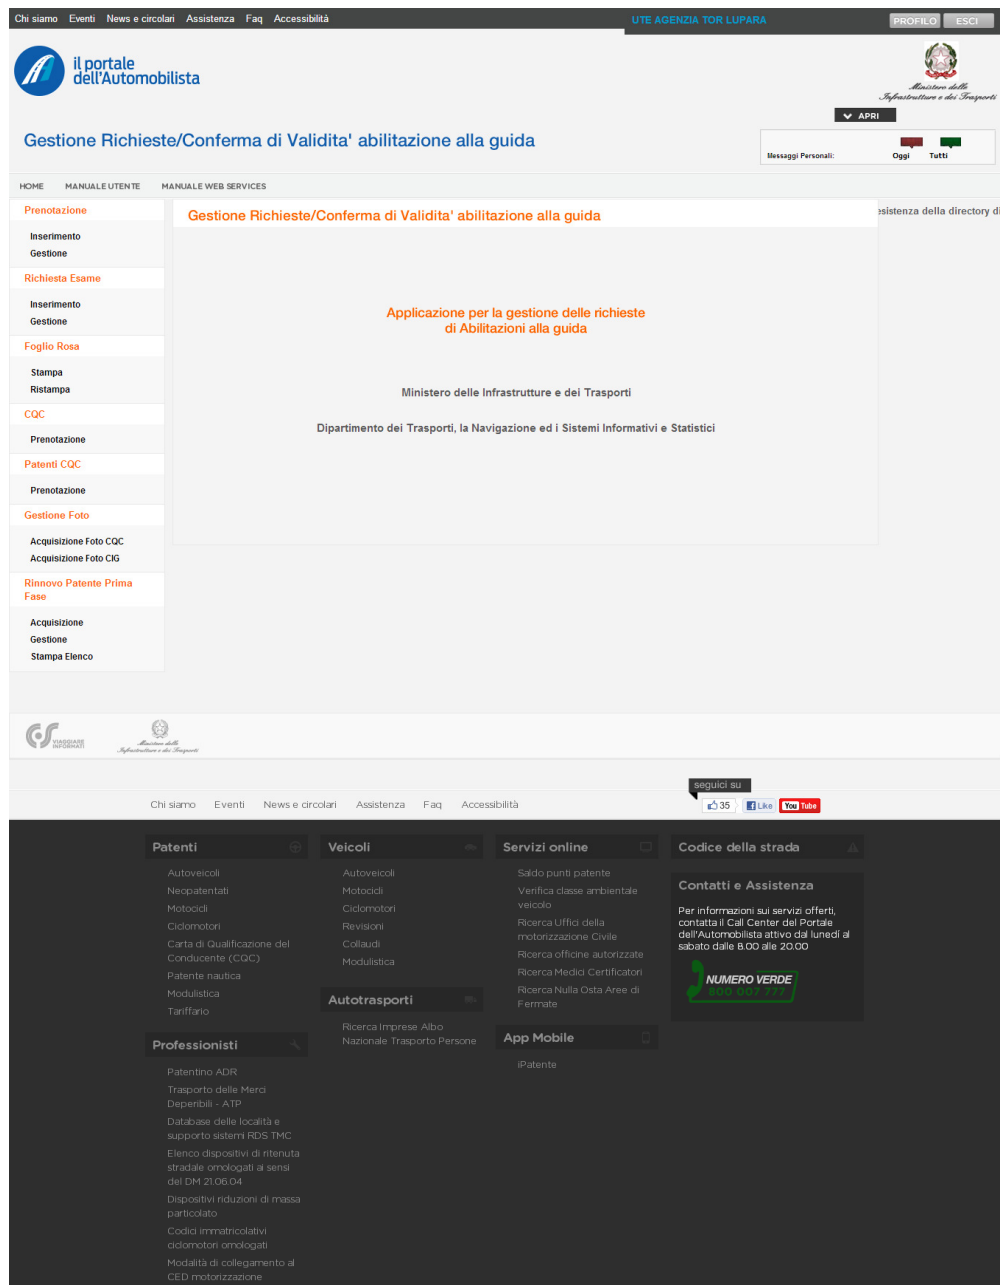 Chi siamo Eventi News e circolari Assistenza Faq Accessibilità
UTE AGENZIA TOR LUPARA
PROFILO ESCI
il portale
dell'Automobilista
Ministero delle
Infrastrutture e dei Trasporti
APRI
Gestione Richieste/Conferma di Validita' abilitazione alla guida
Messaggi Personali: Oggi Tutti
HOME MANUALE UTENTE MANUALE WEB SERVICES
Prenotazione
Inserimento
Gestione
Richiesta Esame
Inserimento
Gestione
Foglio Rosa
Stampa
Ristampa
CQC
Prenotazione
Patenti CQC
Prenotazione
Gestione Foto
Acquisizione Foto CQC
Acquisizione Foto CIG
Rinnovo Patente Prima
Fase
Acquisizione
Gestione
Stampa Elenco
Gestione Richieste/Conferma di Validita' abilitazione alla guida
esistenza della directory di
Applicazione per la gestione delle richieste
di Abilitazioni alla guida
Ministero delle Infrastrutture e dei Trasporti
Dipartimento dei Trasporti, la Navigazione ed i Sistemi Informativi e Statistici
VIAGGIARE
INFORMATI
Ministero delle
Infrastrutture e dei Trasporti
seguici su
Chi siamo Eventi News e circolari Assistenza Faq Accessibilità
35 Like You Tube
Patenti
Autoveicoli
Neopatentati
Motocicli
Ciclomotori
Carta di Qualificazione del
Conducente (CQC)
Patente nautica
Modulistica
Tariffario
Professionisti
Patentino ADR
Trasporto delle Merci
Deperibili - ATP
Database delle località e
supporto sistemi RDS TMC
Elenco dispositivi di ritenuta
stradale omologati ai sensi
del DM 21.06.04
Dispositivi riduzioni di massa
particolato
Codici immatricolativi
ciclomotori omologati
Modalità di collegamento al
CED motorizzazione
Veicoli
Autoveicoli
Motocicli
Ciclomotori
Revisioni
Collaudi
Modulistica
Autotrasporti
Ricerca Imprese Albo
Nazionale Trasporto Persone
Servizi online
Saldo punti patente
Verifica classe ambientale
veicolo
Ricerca Uffici della
motorizzazione Civile
Ricerca officine autorizzate
Ricerca Medici Certificatori
Ricerca Nulla Osta Aree di
Fermate
App Mobile
iPatente
Codice della strada
Contatti e Assistenza
Per informazioni sui servizi offerti,
contatta il Call Center del Portale
dell'Automobilista attivo dal lunedì al
sabato dalle 8.00 alle 20.00
NUMERO VERDE
800 007 777